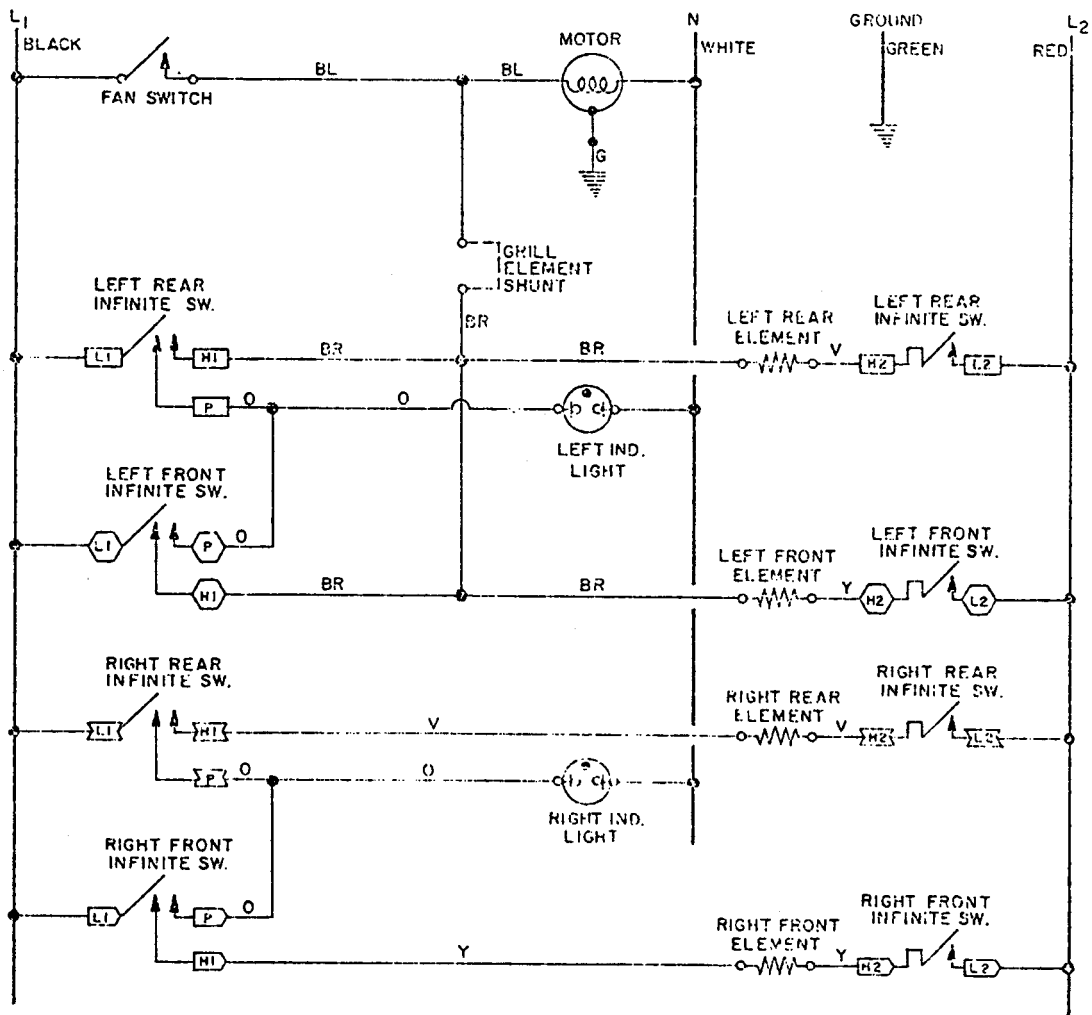 L1
BLACK
N
WHITE
GROUND
GREEN
L2
RED
FAN SWITCH
BL
BL
MOTOR
G
GRILL
ELEMENT
SHUNT
BR
LEFT REAR
INFINITE SW.
L1
H1
BR
BR
LEFT REAR
ELEMENT
V
H2
LEFT REAR
INFINITE SW.
L2
P
O
O
LEFT IND.
LIGHT
LEFT FRONT
INFINITE SW.
L1
P
O
H1
BR
BR
LEFT FRONT
ELEMENT
Y
H2
LEFT FRONT
INFINITE SW.
L2
RIGHT REAR
INFINITE SW.
L1
H1
V
RIGHT REAR
ELEMENT
V
H2
RIGHT REAR
INFINITE SW.
L2
P
O
O
RIGHT IND.
LIGHT
RIGHT FRONT
INFINITE SW.
L1
P
O
H1
Y
RIGHT FRONT
ELEMENT
Y
H2
RIGHT FRONT
INFINITE SW.
L2